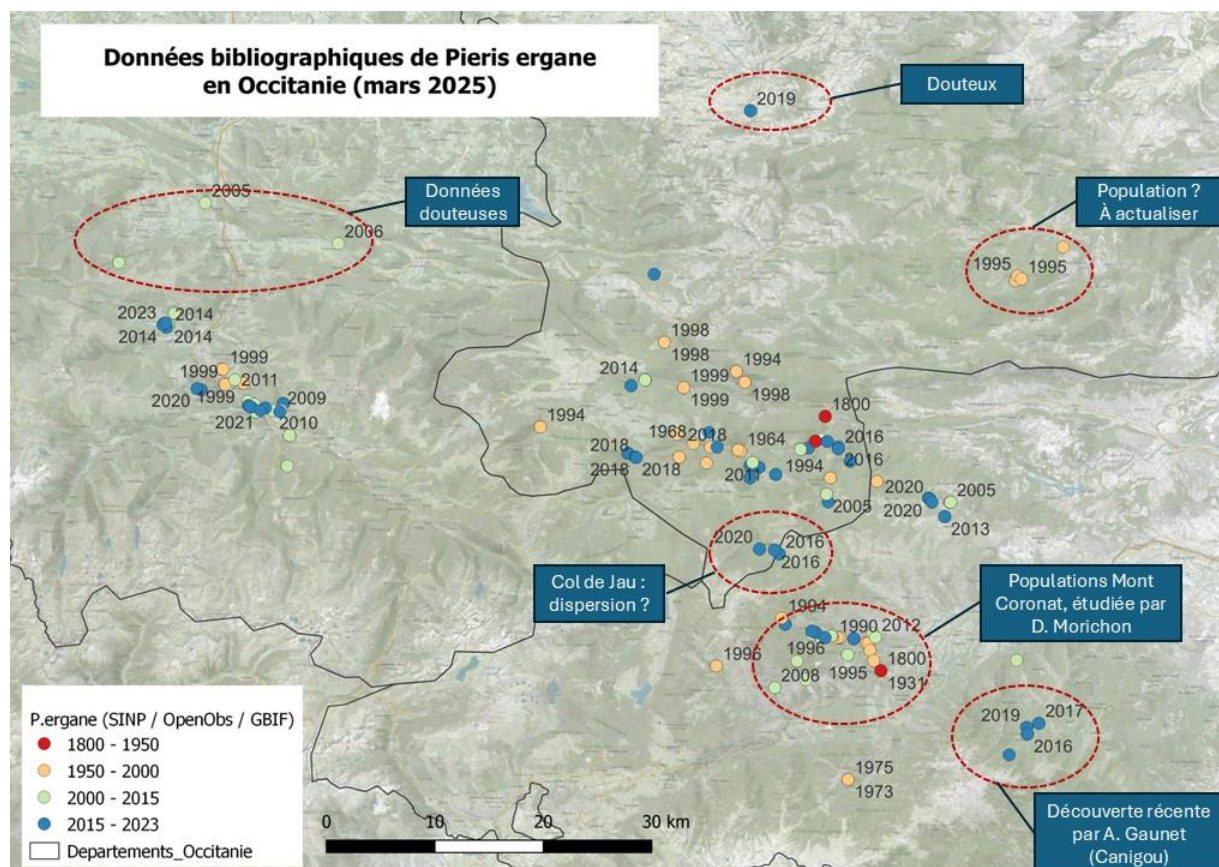 Données bibliographiques de Pieris ergane
en Occitanie (mars 2025)
Douteux
2019
Données
douteuses
2005
2006
Population ?
À actualiser
1995
1995
2023
2014
2014
2014
1999
1999
2011
1999
2020
2009
2021
2010
1998
1998
1994
2014
1999
1998
1999
1994
1800
1968
2018
1964
2016
2018
2018
2018
2011
1994
2016
2005
2020
2020
2005
2013
2020
2016
2016
Col de Jau :
dispersion ?
Populations Mont
Coronat, étudiée par
D. Morichon
1994
1990
2012
1996
1996
1995
1800
2008
1931
2019
2017
2016
1975
1973
Découverte récente
par A. Gaunet
(Canigou)
P.ergane (SINP / OpenObs / GBIF)
1800 - 1950
1950 - 2000
2000 - 2015
2015 - 2023
Departements_Occitanie
0 10 20 30 km